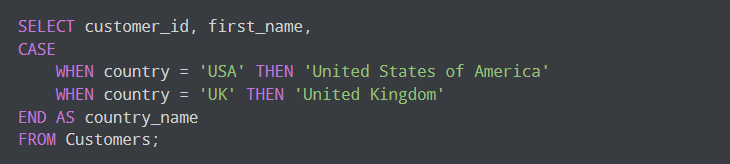 SELECT customer_id, first_name,
CASE
    WHEN country = 'USA' THEN 'United States of America'
    WHEN country = 'UK' THEN 'United Kingdom'
END AS country_name
FROM Customers;